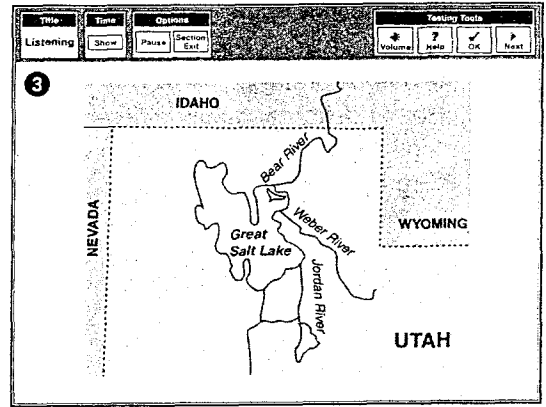 Title
Time
Options
Testing Tools
Listening
Show
Pause
Section
Exit
Volume
?
Help
OK
Next
3
IDAHO
Bear River
NEVADA
Great
Salt Lake
Weber River
WYOMING
Jordan River
UTAH